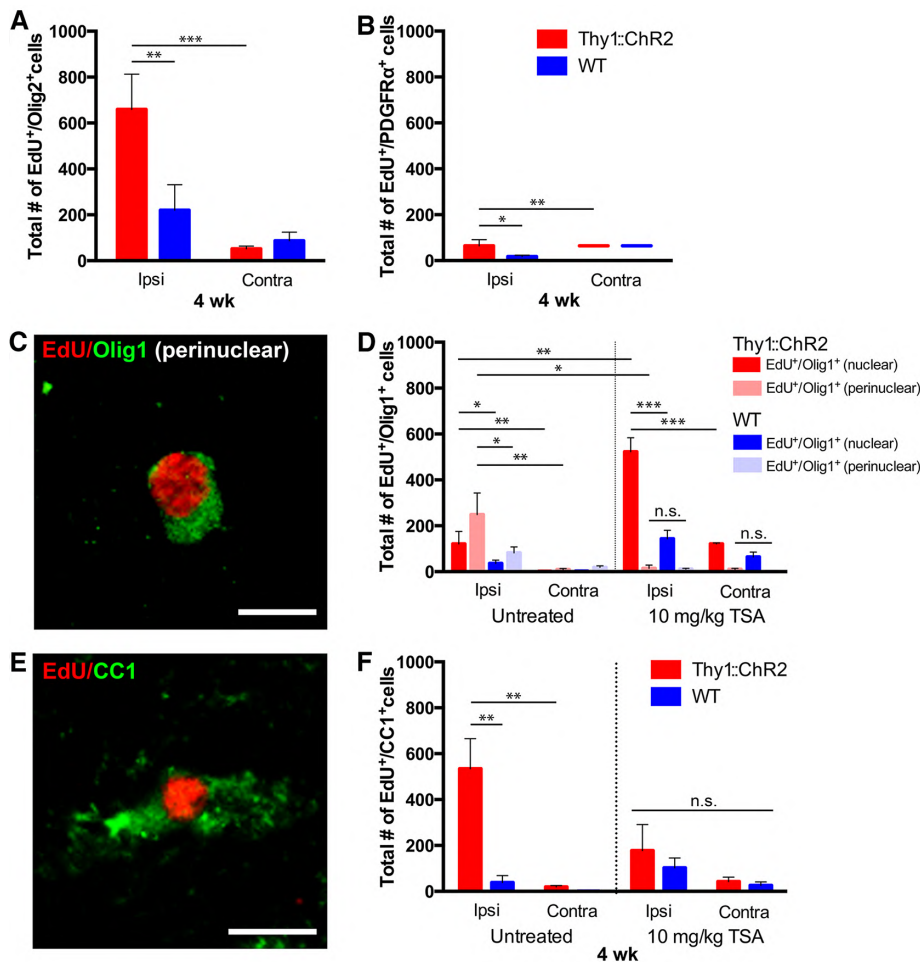 A
1000
800
600
400
200
0
Total # of EdU⁺/Olig2⁺cells
***
**
Ipsi
Contra
4 wk
B
1000
800
600
400
200
0
Total # of EdU⁺/PDGFRα⁺ cells
Thy1::ChR2
WT
**
*
Ipsi
Contra
4 wk
C
EdU/Olig1 (perinuclear)
D
1000
800
600
400
200
0
Total # of EdU⁺/Olig1⁺ cells
**
*
*
**
*
**
***
***
n.s.
n.s.
Ipsi
Contra
Ipsi
Contra
Untreated
10 mg/kg TSA
Thy1::ChR2
EdU⁺/Olig1⁺ (nuclear)
EdU⁺/Olig1⁺ (perinuclear)
WT
EdU⁺/Olig1⁺ (nuclear)
EdU⁺/Olig1⁺ (perinuclear)
E
EdU/CC1
F
1000
800
600
400
200
0
Total # of EdU⁺/CC1⁺cells
Thy1::ChR2
WT
**
**
n.s.
Ipsi
Contra
Ipsi
Contra
Untreated
10 mg/kg TSA
4 wk